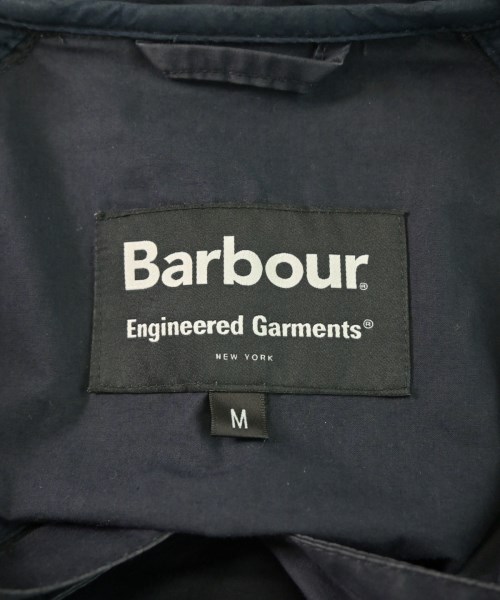 Barbour®
Engineered Garments®
NEW YORK
M